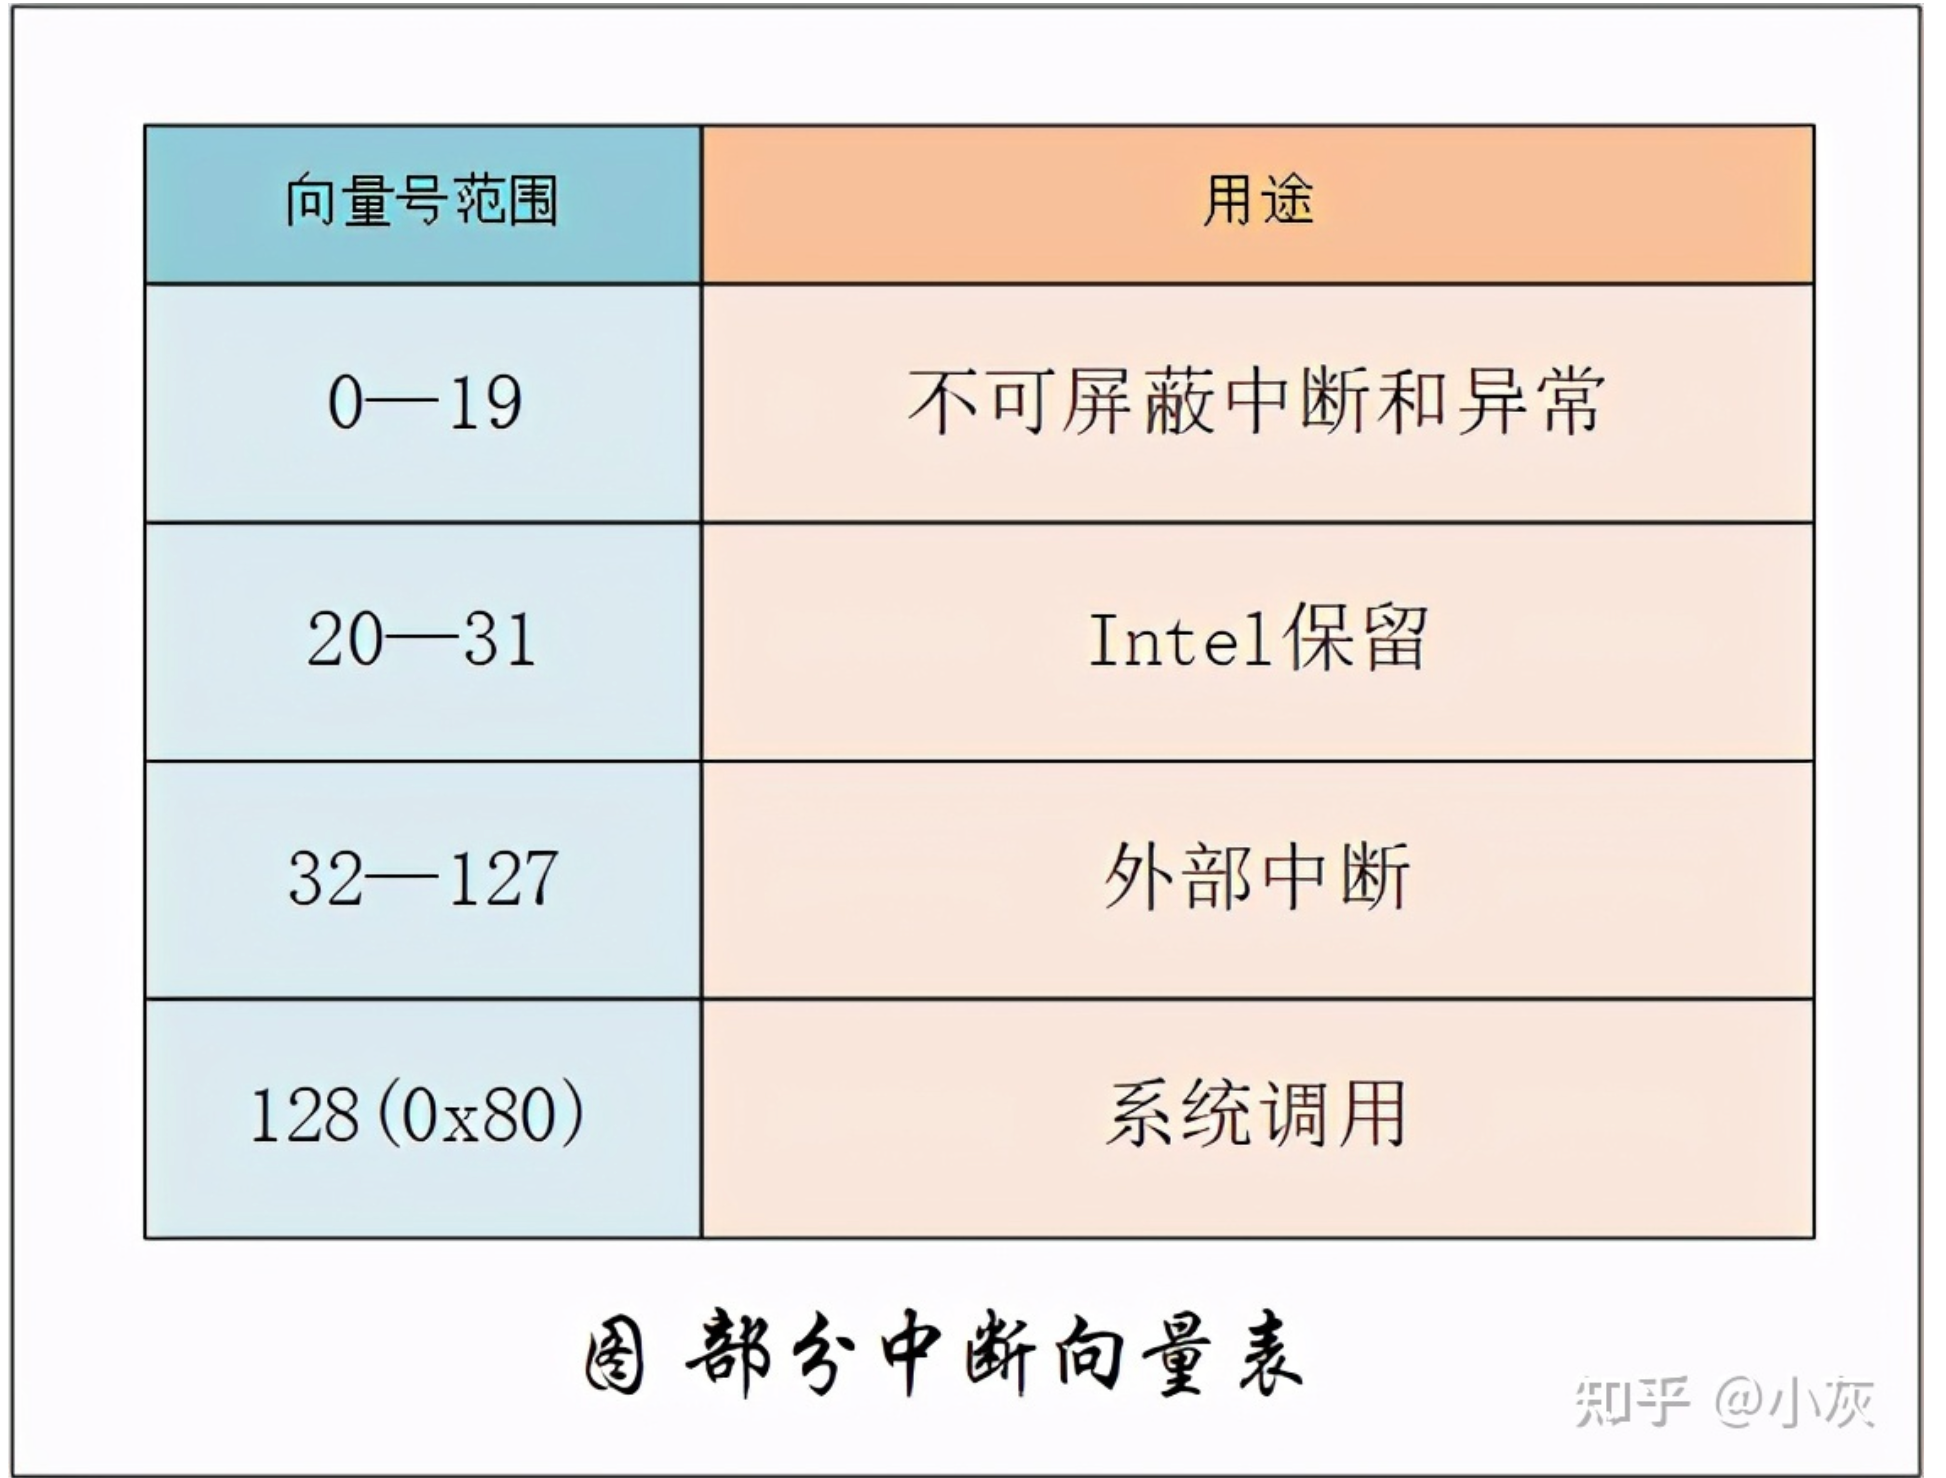 向量号范围 用途
0—19 不可屏蔽中断和异常
20—31 Intel保留
32—127 外部中断
128(0x80) 系统调用
图 部分中断向量表
知乎 @小灰